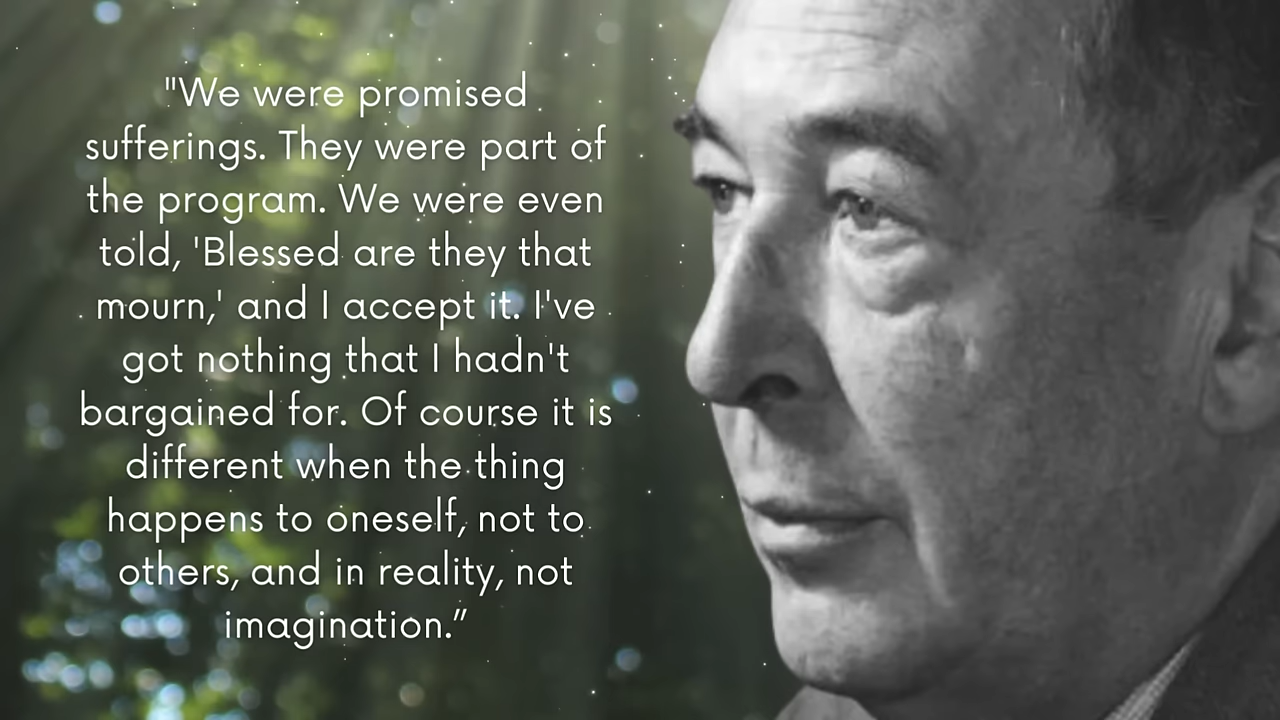 "We were promised
sufferings. They were part of
the program. We were even
told, 'Blessed are they that
mourn,' and I accept it. I've
got nothing that I hadn't
bargained for. Of course it is
different when the thing
happens to oneself, not to
others, and in reality, not
imagination.”